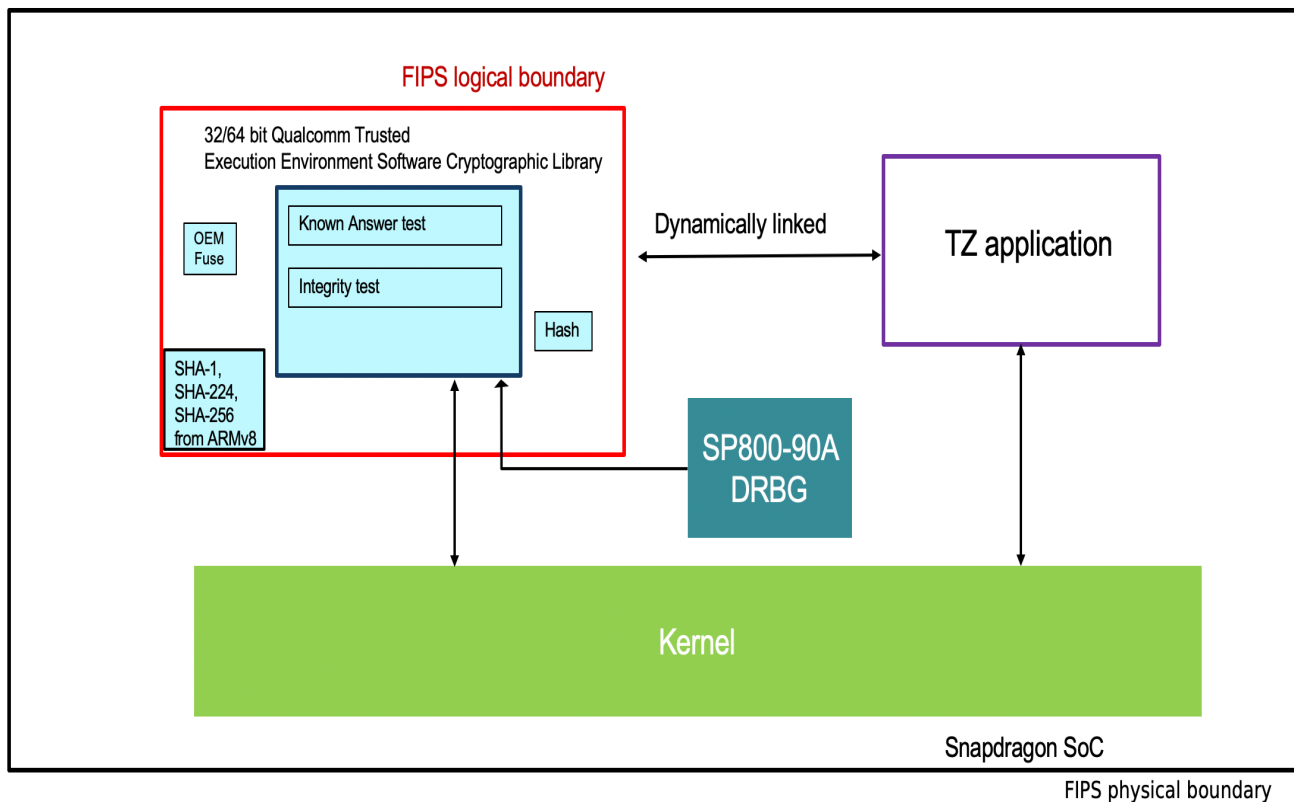 FIPS logical boundary
32/64 bit Qualcomm Trusted
Execution Environment Software Cryptographic Library
Known Answer test
OEM
Fuse
Integrity test
Hash
SHA-1,
SHA-224,
SHA-256
from ARMv8
Dynamically linked
TZ application
SP800-90A
DRBG
Kernel
Snapdragon SoC
FIPS physical boundary